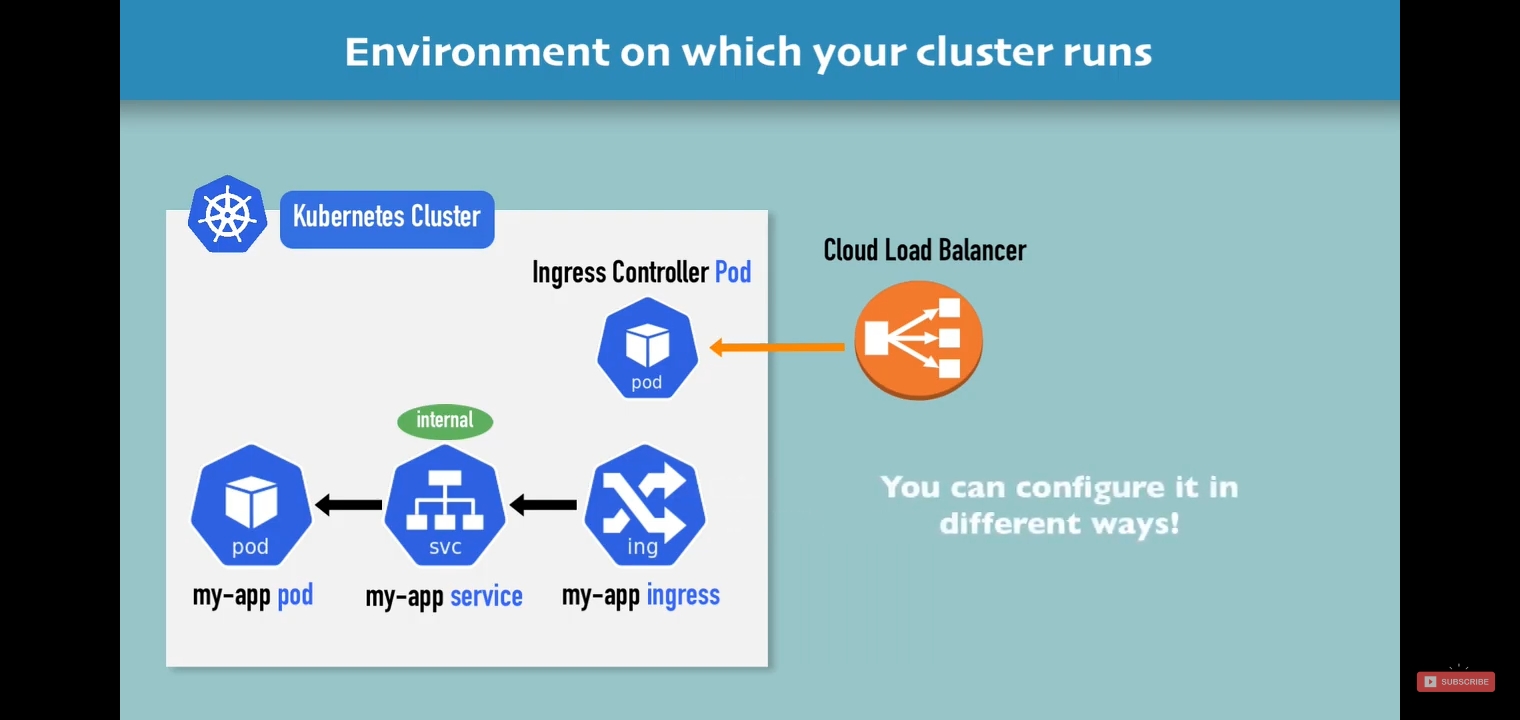 Environment on which your cluster runs
Kubernetes Cluster
Ingress Controller Pod
Cloud Load Balancer
pod
internal
pod
svc
ing
You can configure it in
different ways!
my-app pod
my-app service
my-app ingress
SUBSCRIBE